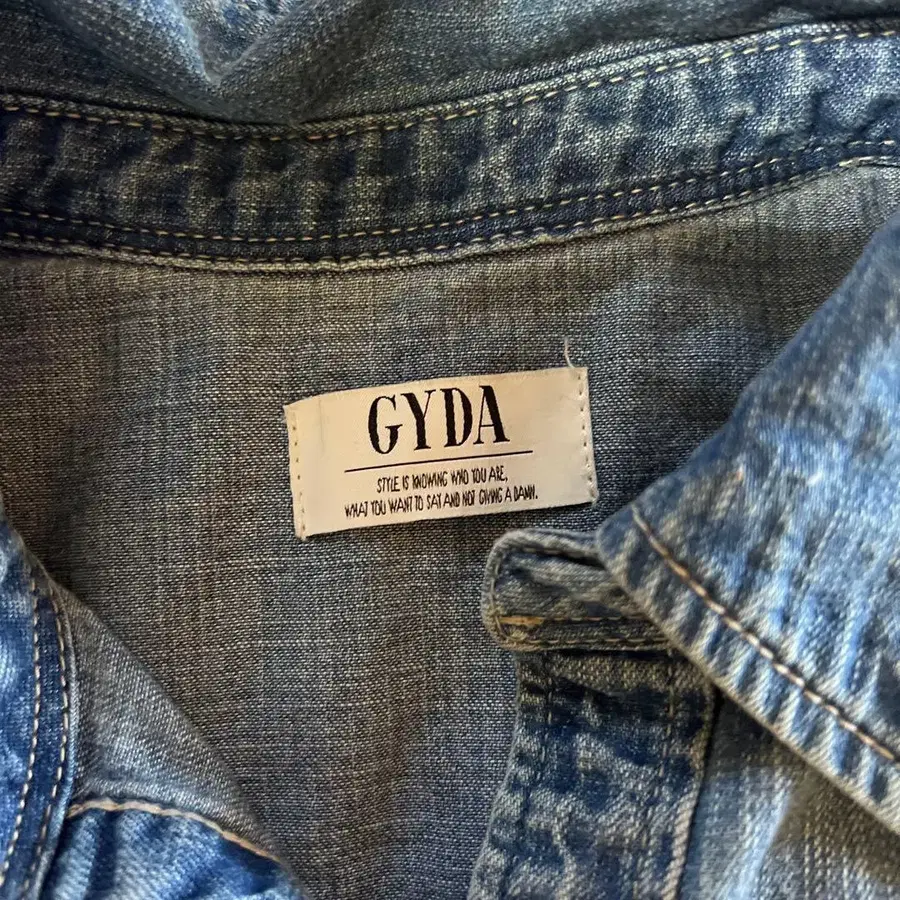 GYDA
STYLE IS KNOWING WHO YOU ARE,
WHAT YOU WANT TO SAY AND NOT GIVING A DAMN.